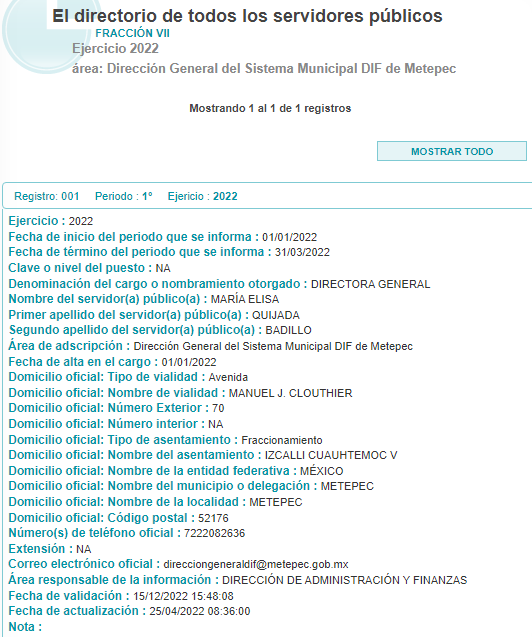 El directorio de todos los servidores públicos
FRACCIÓN VII
Ejercicio 2022
área: Dirección General del Sistema Municipal DIF de Metepec
Mostrando 1 al 1 de 1 registros
MOSTRAR TODO
Registro: 001 Periodo : 1º Ejericio : 2022
Ejercicio : 2022
Fecha de inicio del periodo que se informa : 01/01/2022
Fecha de término del periodo que se informa : 31/03/2022
Clave o nivel del puesto : NA
Denominación del cargo o nombramiento otorgado : DIRECTORA GENERAL
Nombre del servidor(a) público(a) : MARÍA ELISA
Primer apellido del servidor(a) público(a) : QUIJADA
Segundo apellido del servidor(a) público(a) : BADILLO
Área de adscripción : Dirección General del Sistema Municipal DIF de Metepec
Fecha de alta en el cargo : 01/01/2022
Domicilio oficial: Tipo de vialidad : Avenida
Domicilio oficial: Nombre de vialidad : MANUEL J. CLOUTHIER
Domicilio oficial: Número Exterior : 70
Domicilio oficial: Número interior : NA
Domicilio oficial: Tipo de asentamiento : Fraccionamiento
Domicilio oficial: Nombre del asentamiento : IZCALLI CUAUHTEMOC V
Domicilio oficial: Nombre de la entidad federativa : MÉXICO
Domicilio oficial: Nombre del municipio o delegación : METEPEC
Domicilio oficial: Nombre de la localidad : METEPEC
Domicilio oficial: Código postal : 52176
Número(s) de teléfono oficial : 7222082636
Extensión : NA
Correo electrónico oficial : direcciongeneraldif@metepec.gob.mx
Área responsable de la información : DIRECCIÓN DE ADMINISTRACIÓN Y FINANZAS
Fecha de validación : 15/12/2022 15:48:08
Fecha de actualización : 25/04/2022 08:36:00
Nota :